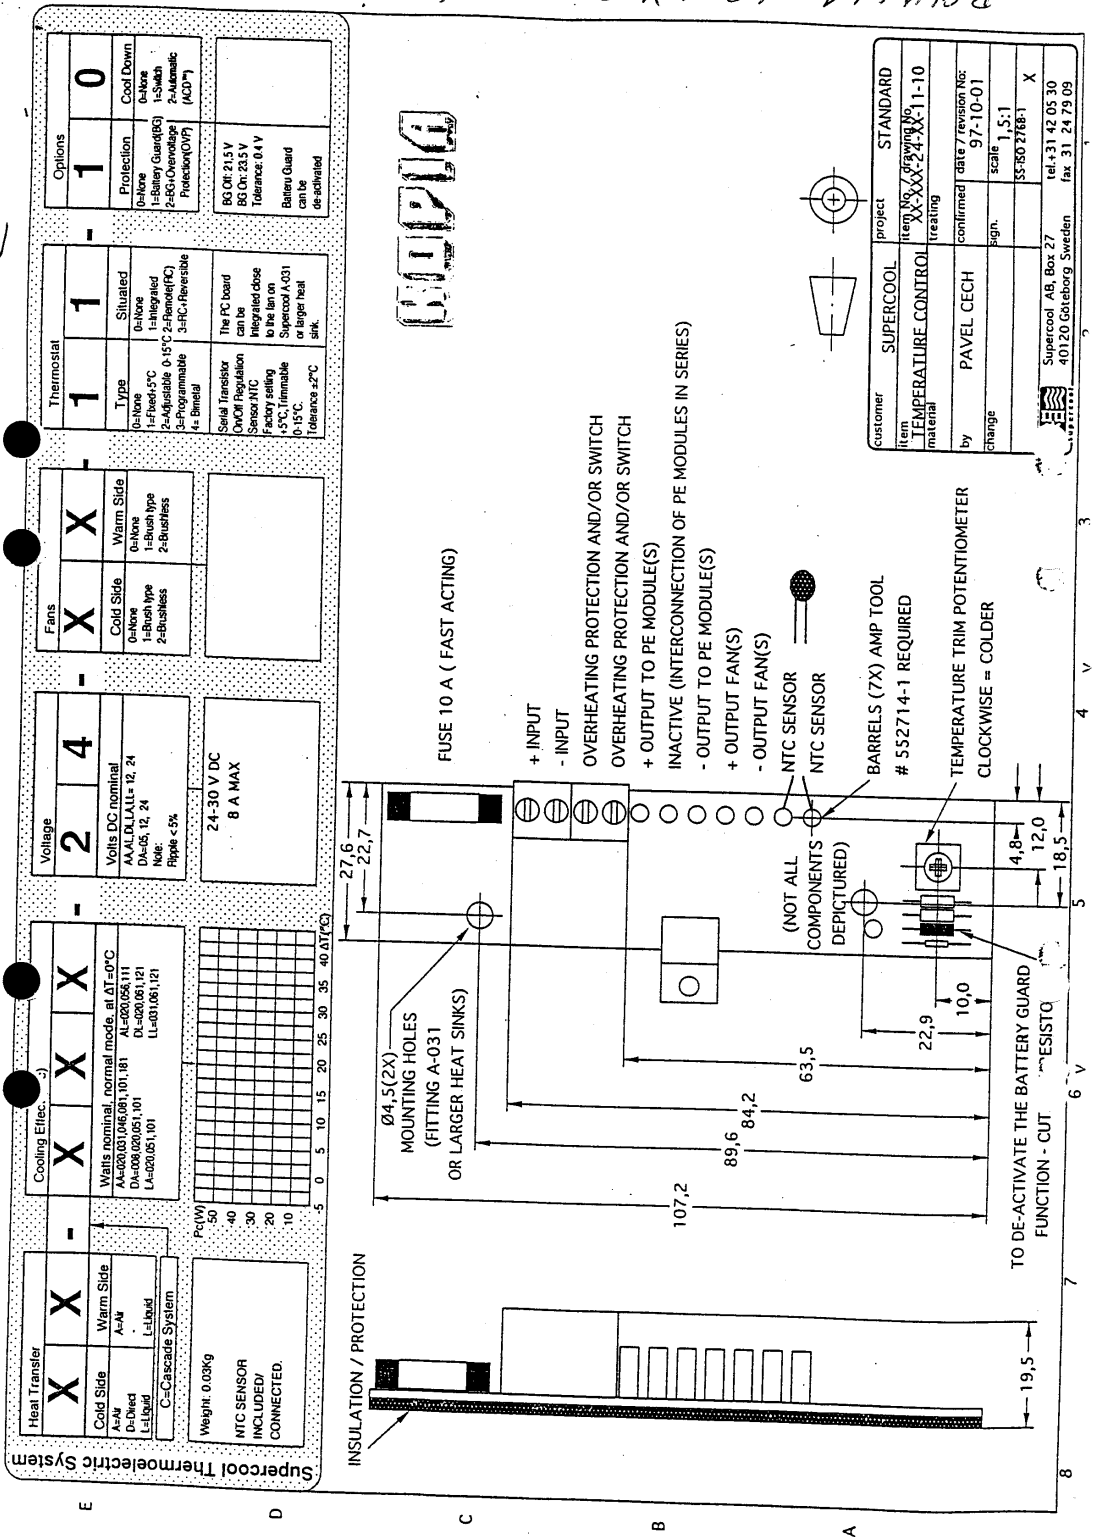 Supercool Thermoelectric System
Heat Transfer
X X -
Cold Side
A=Air
D=Direct
L=Liquid
Warm Side
A=Air
L=Liquid
C=Cascade System
X X X -
Watts nominal, normal mode, at ΔT=0°C
AA=020,031,046,081,101,181
DA=008,020,051,101
LA=020,051,101
AL=020,056,111
DL=020,061,121
LL=031,061,121
Voltage
2 4 -
Volts DC nominal
AA,AL,DL,LA,LL= 12, 24
DA=05, 12, 24
Note:
Ripple < 5%
Fans
X X -
Cold Side
0=None
1=Brush type
2=Brushless
Warm Side
0=None
1=Brush type
2=Brushless
Thermostat
1 1 -
Type
0=None
1=Fixed+5°C
2=Adjustable 0-15°C
3=Programmable
4= Bimetal
Situated
0=None
1=Integrated
2=Remote(RC)
3=RC+Reversible
Options
1 0
Protection
0=None
1=Battery Guard(BG)
2=BG+Overvoltage
Protection(OVP)
Cool Down
0=None
1=Switch
2=Automatic
(ACD™)
Weight: 0.03Kg
NTC SENSOR
INCLUDED/
CONNECTED.
Pc(W)
50
40
30
20
10
5 0 5 10 15 20 25 30 35 40 ΔT(°C)
24-30 V DC
8 A MAX
Serial Transistor
On/Off Regulation
Sensor:NTC
Factory setting
+5°C,Trimmable
0-15°C.
Tolerance ±2°C
The PC board
can be
integrated close
to the fan on
Supercool A-031
or larger heat
sink.
BG Off: 21,5 V
BG On: 23,5 V
Tolerance: 0.4 V
Batteru Guard
can be
de-activated
KOPIA
INSULATION / PROTECTION
19,5
107,2
89,6
84,2
63,5
22,9
10,0
27,6
22,7
4,8
12,0
18,5
Ø4,5(2X)
MOUNTING HOLES
(FITTING A-031
OR LARGER HEAT SINKS)
(NOT ALL
COMPONENTS
DEPICTURED)
FUSE 10 A ( FAST ACTING)
+ INPUT
- INPUT
OVERHEATING PROTECTION AND/OR SWITCH
OVERHEATING PROTECTION AND/OR SWITCH
+ OUTPUT TO PE MODULE(S)
INACTIVE (INTERCONNECTION OF PE MODULES IN SERIES)
- OUTPUT TO PE MODULE(S)
+ OUTPUT FAN(S)
- OUTPUT FAN(S)
NTC SENSOR
NTC SENSOR
BARRELS (7X) AMP TOOL
# 552714-1 REQUIRED
TEMPERATURE TRIM POTENTIOMETER
CLOCKWISE = COLDER
TO DE-ACTIVATE THE BATTERY GUARD
FUNCTION - CUT
customer SUPERCOOL
project STANDARD
item TEMPERATURE CONTROL
item No. / drawing No. XX-XXX-24-XX-11-10
material
treating
by PAVEL CECH
confirmed
date / revision No: 97-10-01
change
sign.
scale 1,5:1
SS-ISO 2768-1 X
Supercool
Supercool AB, Box 27
40120 Göteborg Sweden
tel.+31 42 05 30
fax 31 24 79 09
E D C B A
8 7 6 5 4 3 2 1